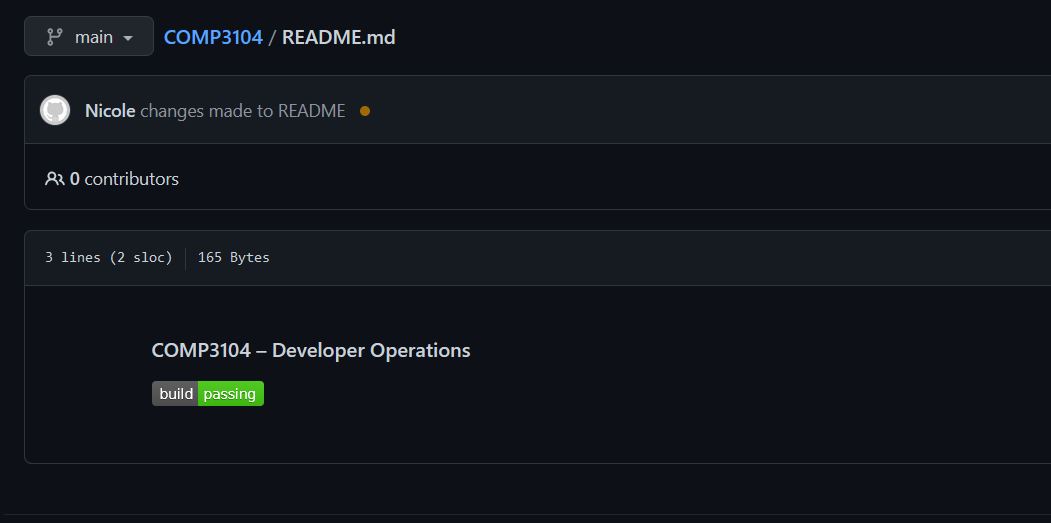 main COMP3104 / README.md
Nicole changes made to README
0 contributors
3 lines (2 sloc) 165 Bytes
COMP3104 – Developer Operations
build passing